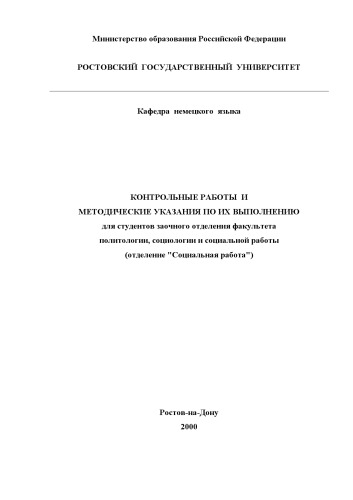 Министерство образования Российской Федерации
РОСТОВСКИЙ ГОСУДАРСТВЕННЫЙ УНИВЕРСИТЕТ
Кафедра немецкого языка
КОНТРОЛЬНЫЕ РАБОТЫ И
МЕТОДИЧЕСКИЕ УКАЗАНИЯ ПО ИХ ВЫПОЛНЕНИЮ
для студентов заочного отделения факультета
политологии, социологии и социальной работы
(отделение "Социальная работа")
Ростов-на-Дону
2000